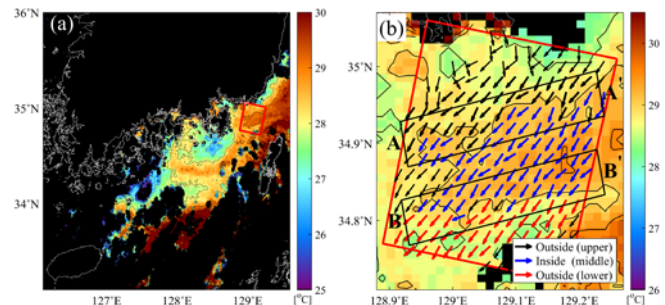 (a)
36°N
35°N
34°N
127°E
128°E
129°E
30
29
28
27
26
25
[°C]
(b)
35°N
34.9°N
34.8°N
128.9°E
129°E
129.1°E
129.2°E
A
A'
B
B'
Outside (upper)
Inside (middle)
Outside (lower)
30
29
28
27
26
[°C]